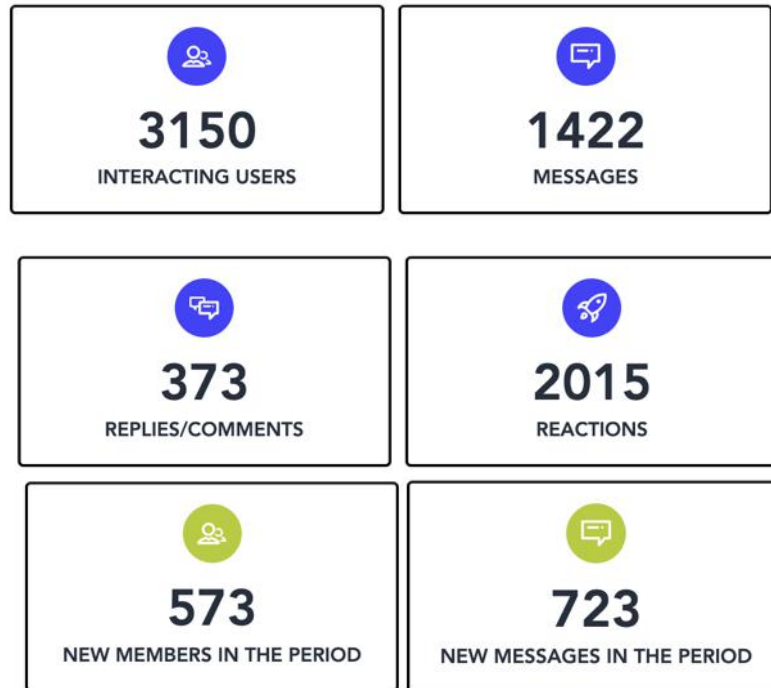 3150
INTERACTING USERS
1422
MESSAGES
373
REPLIES/COMMENTS
2015
REACTIONS
573
NEW MEMBERS IN THE PERIOD
723
NEW MESSAGES IN THE PERIOD